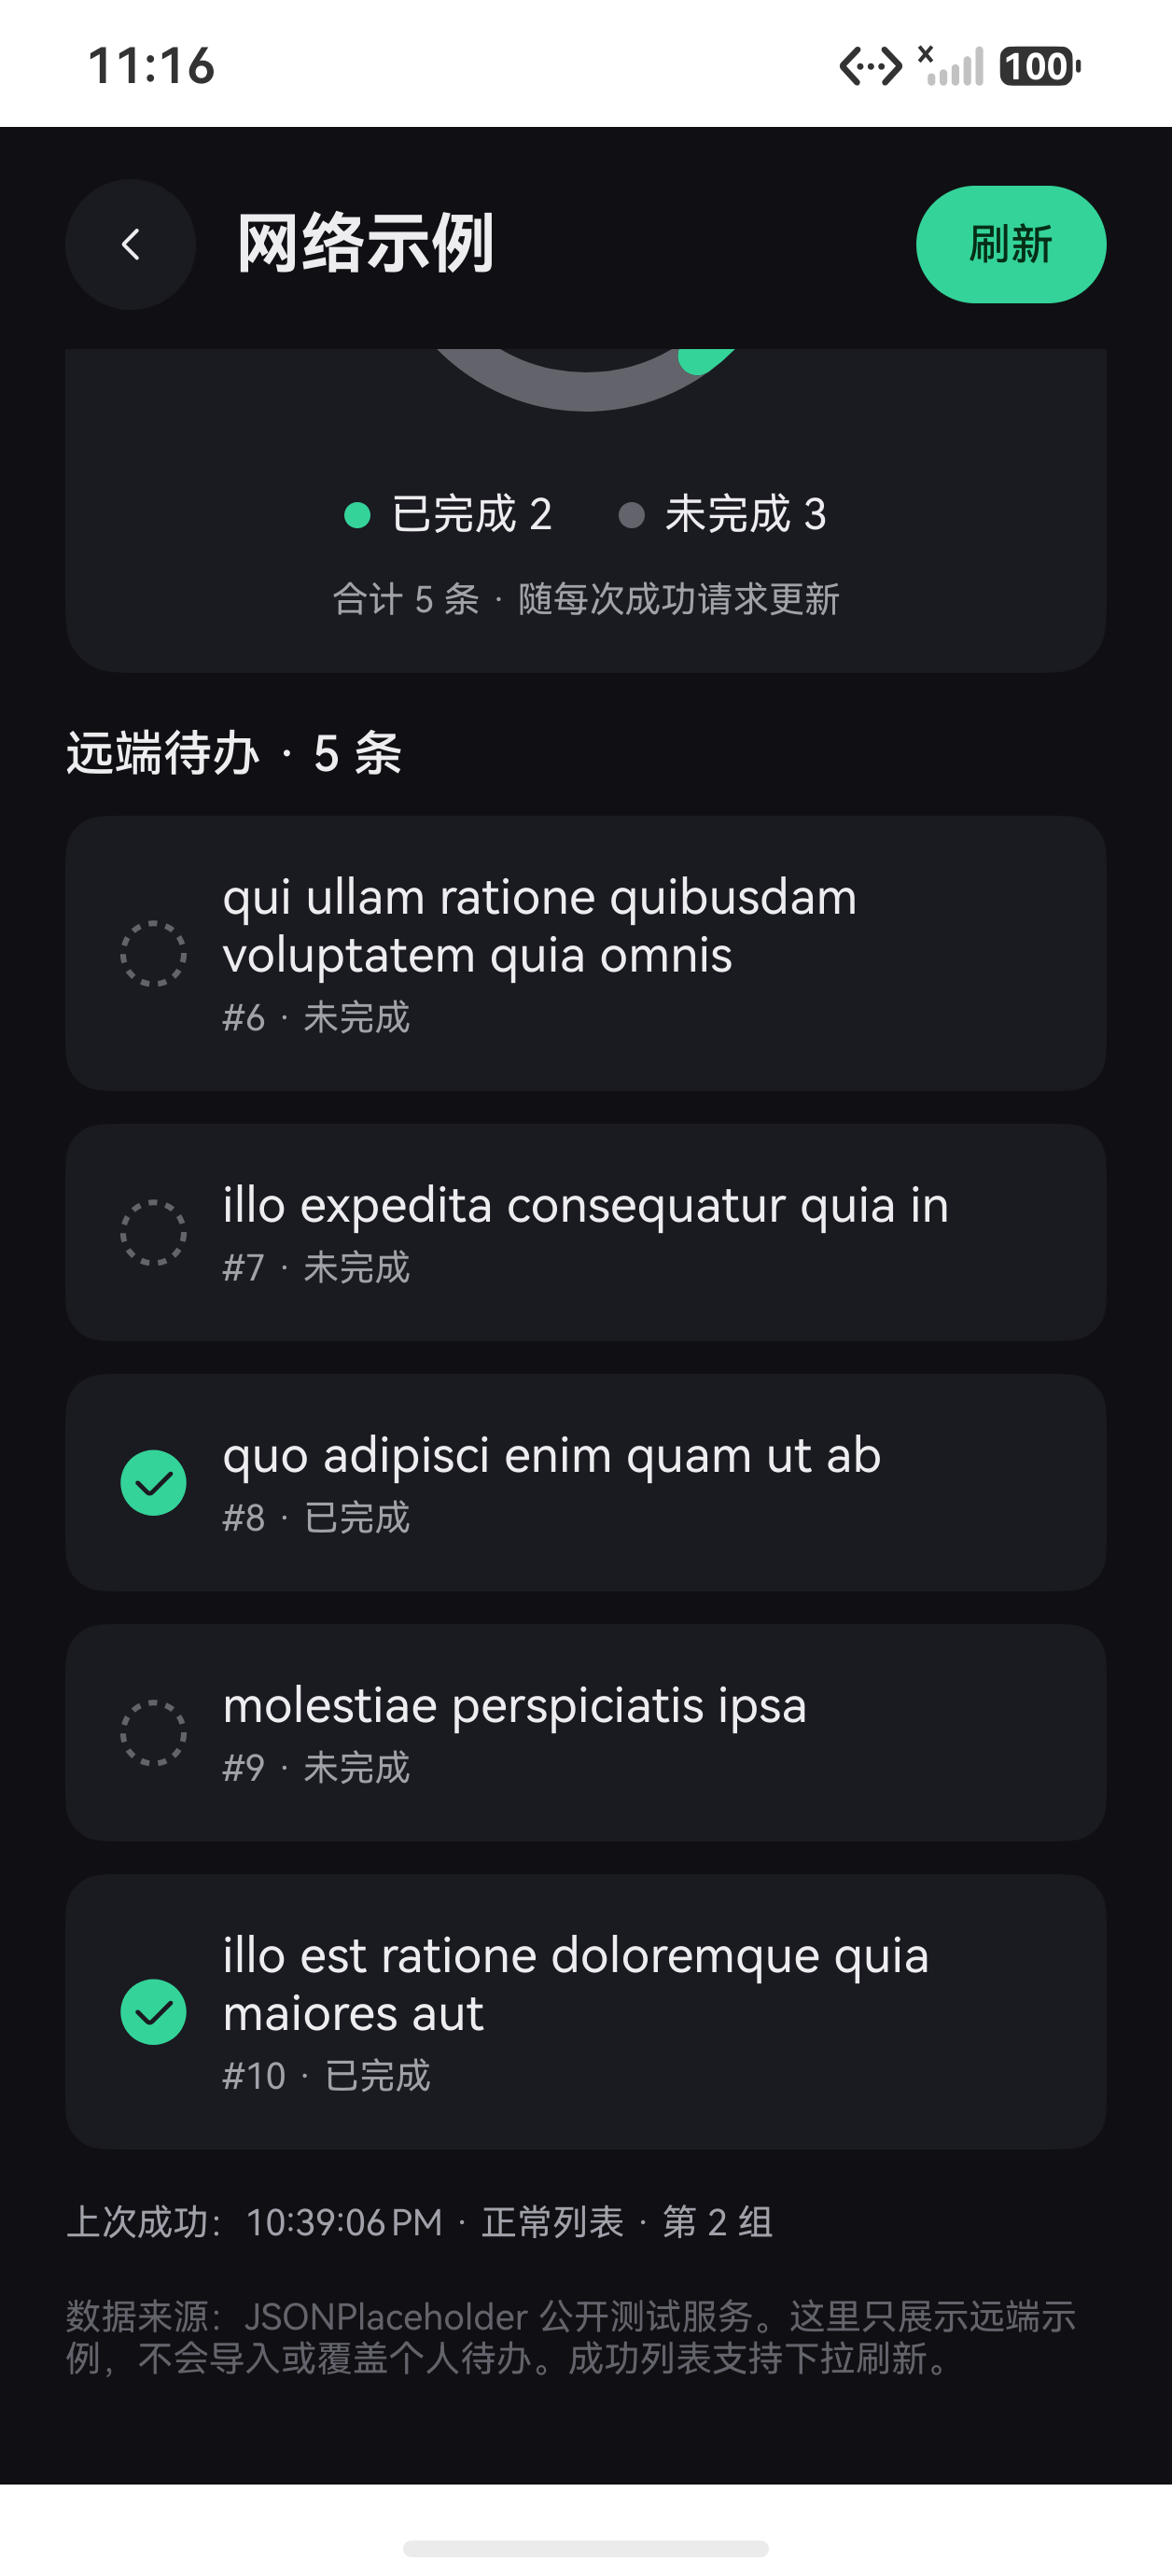 11:16
100
网络示例
刷新
已完成 2
未完成 3
合计 5 条 · 随每次成功请求更新
远端待办 · 5 条
qui ullam ratione quibusdam
voluptatem quia omnis
#6 · 未完成
illo expedita consequatur quia in
#7 · 未完成
quo adipisci enim quam ut ab
#8 · 已完成
molestiae perspiciatis ipsa
#9 · 未完成
illo est ratione doloremque quia
maiores aut
#10 · 已完成
上次成功：10:39:06 PM · 正常列表 · 第 2 组
数据来源：JSONPlaceholder 公开测试服务。这里只展示远端示
例，不会导入或覆盖个人待办。成功列表支持下拉刷新。